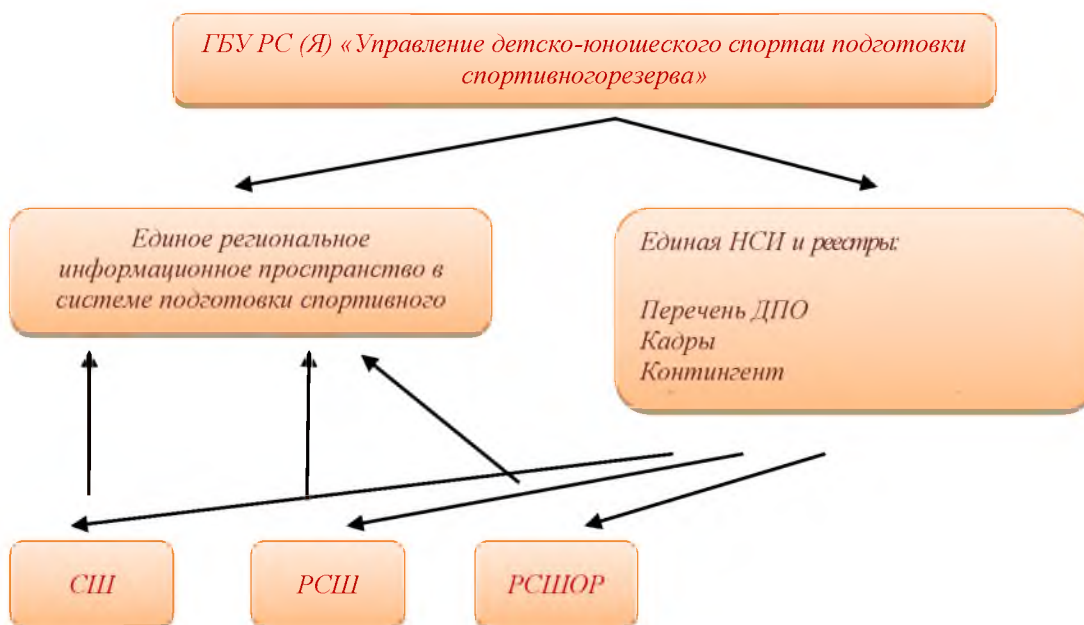 ГБУ РС (Я) «Управление детско-юношеского спортаи подготовки
спортивногорезерва»
Единое региональное
информационное пространство в
системе подготовки спортивного
Единая НСИ и реестры:
Перечень ДПО
Кадры
Контингент
СШ
РСШ
РСШОР